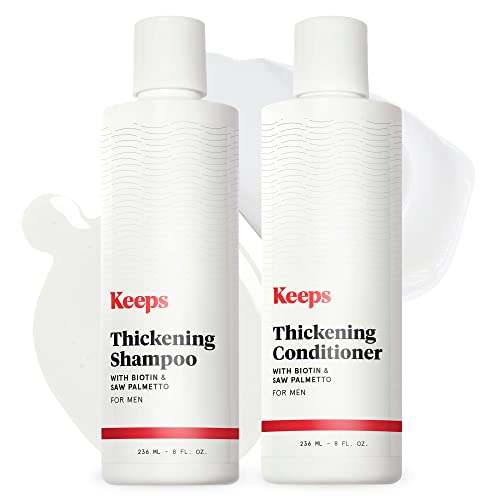 Keeps
Thickening
Shampoo
WITH BIOTIN &
SAW PALMETTO
FOR MEN
236 ML - 8 FL. OZ.
Keeps
Thickening
Conditioner
WITH BIOTIN &
SAW PALMETTO
FOR MEN
236 ML - 8 FL. OZ.